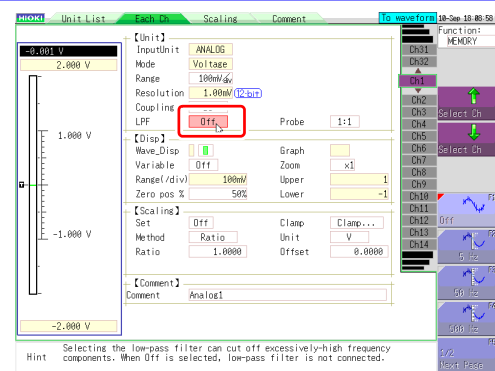 HIOKI Unit List Each Ch Scaling Comment To waveform 10-Sep 18:08:58
Function:
MEMORY
-0.001 V
2.000 V
1.000 V
-1.000 V
-2.000 V
【Unit】
InputUnit ANALOG
Mode Voltage
Range 100mV/div
Resolution 1.00mV (12-bit)
Coupling
LPF Off Probe 1:1
【Disp】
Wave_Disp Graph
Variable Off Zoom x1
Range(/div) 100mV Upper 1
Zero pos % 50% Lower -1
【Scaling】
Set Off Clamp Clamp...
Method Ratio Unit V
Ratio 1.0000 Offset 0.0000
【Comment】
Comment Analog1
Ch31
Ch32
Ch1
Ch2
Ch3
Ch4
Ch5
Ch6
Ch7
Ch8
Ch9
Ch10
Ch11
Ch12
Ch13
Ch14
Select Ch
Select Ch
F1
Off
F2
5 Hz
F3
50 Hz
F4
500 Hz
F5
1/2
Next Page
Hint Selecting the low-pass filter can cut off excessively-high frequency
components. When Off is selected, low-pass filter is not connected.